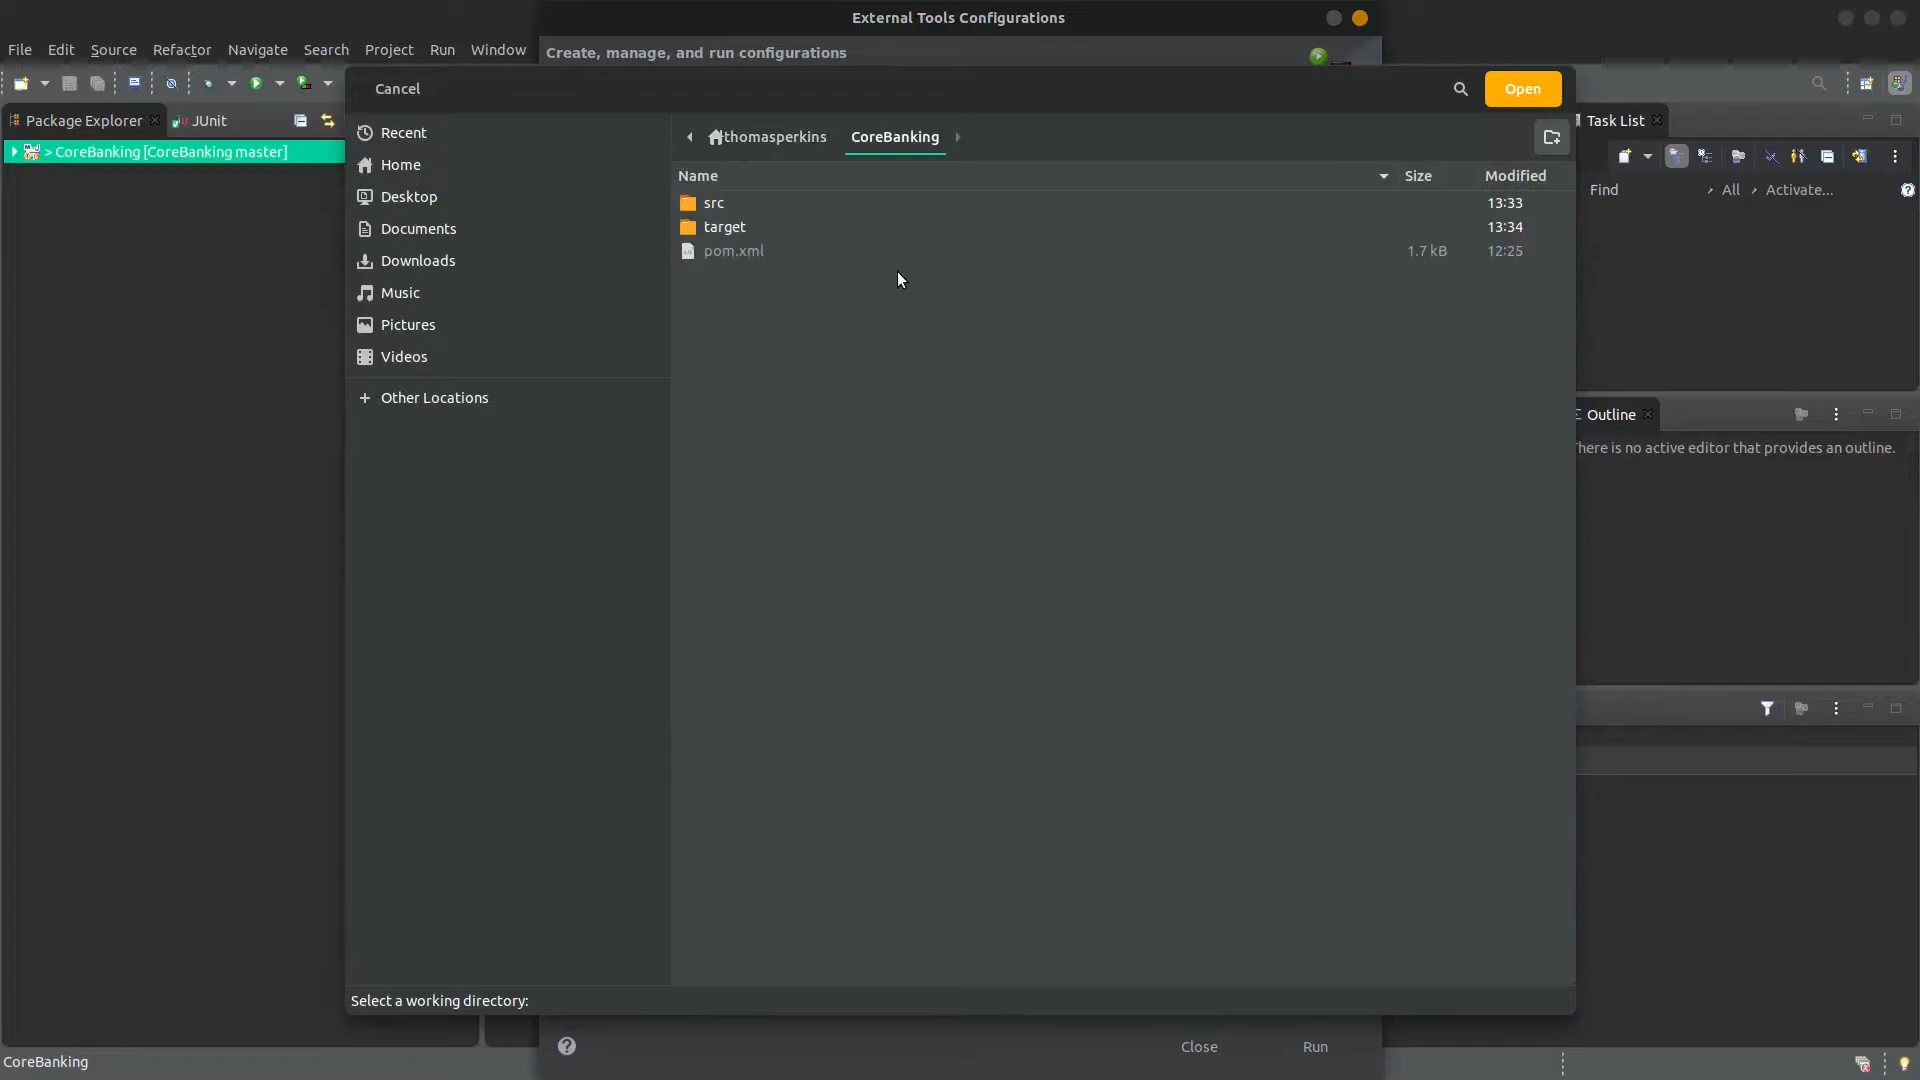 External Tools Configurations
File Edit Source Refactor Navigate Search Project Run Window
Create, manage, and run configurations
Cancel
Open
Package Explorer
JUnit
> CoreBanking [CoreBanking master]
Recent
Home
Desktop
Documents
Downloads
Music
Pictures
Videos
Other Locations
thomasperkins
CoreBanking
Name
Size
Modified
src 13:33
target 13:34
pom.xml 1.7 kB 12:25
Task List
Find
All
Activate...
Outline
There is no active editor that provides an outline.
Select a working directory:
Close
Run
CoreBanking